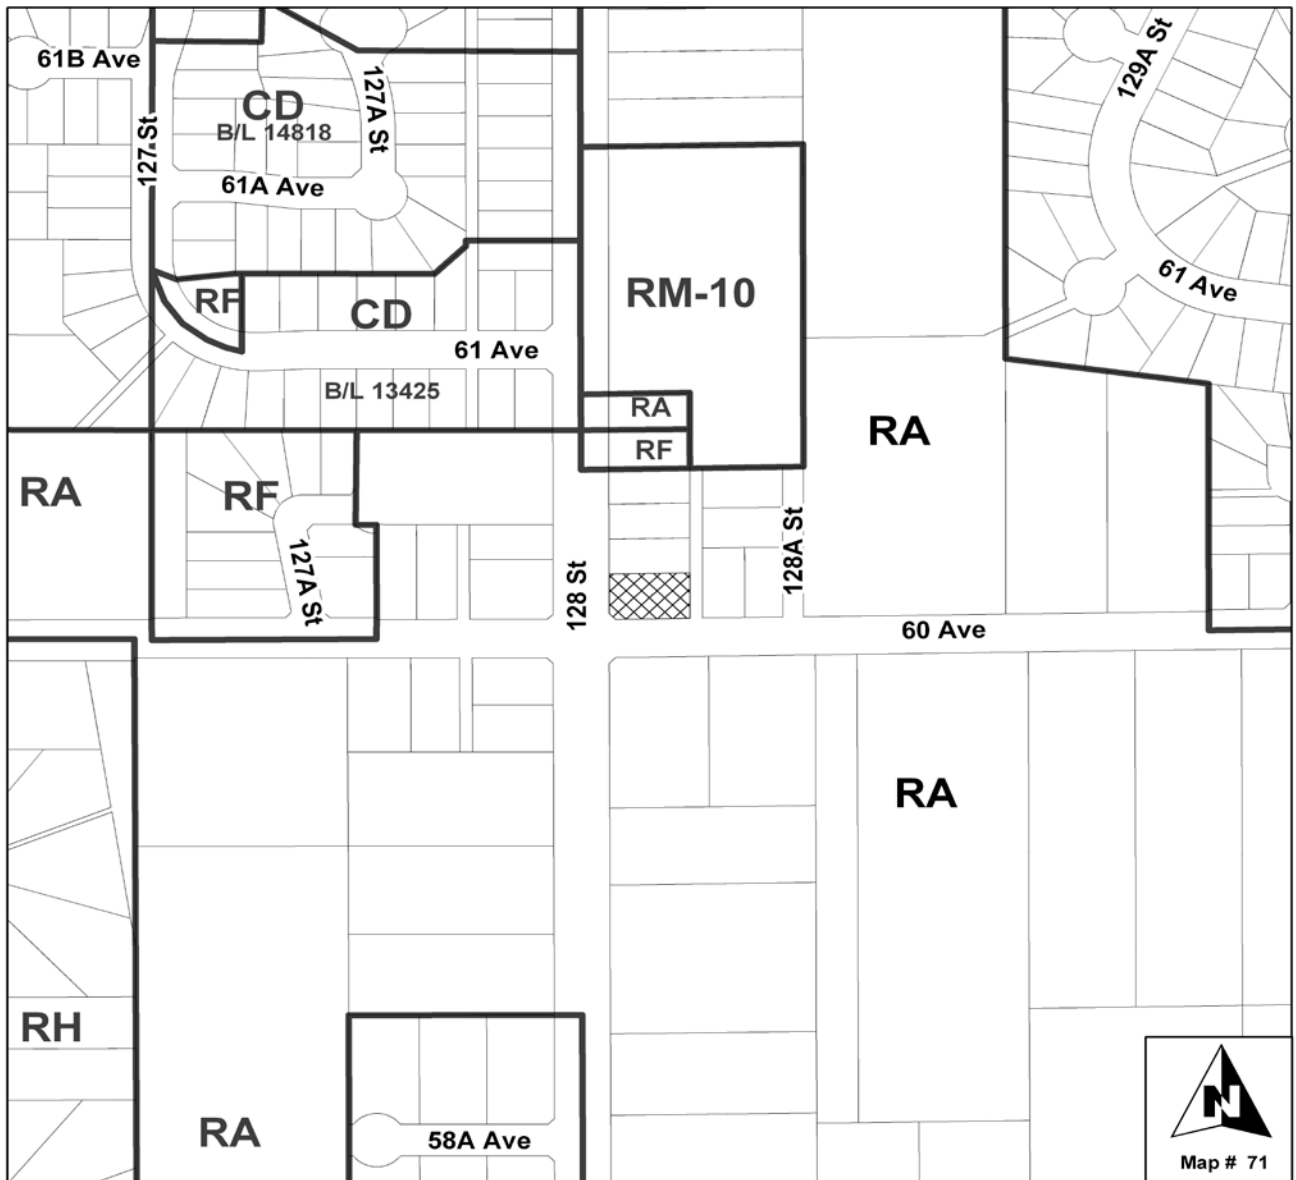 61B Ave
127 St
CD
B/L 14818
127A St
61A Ave
129A St
61 Ave
RF
CD
61 Ave
B/L 13425
RM-10
RA
RF
RA
RA
RF
127A St
128 St
128A St
60 Ave
RA
RH
RA
58A Ave
N
Map # 71